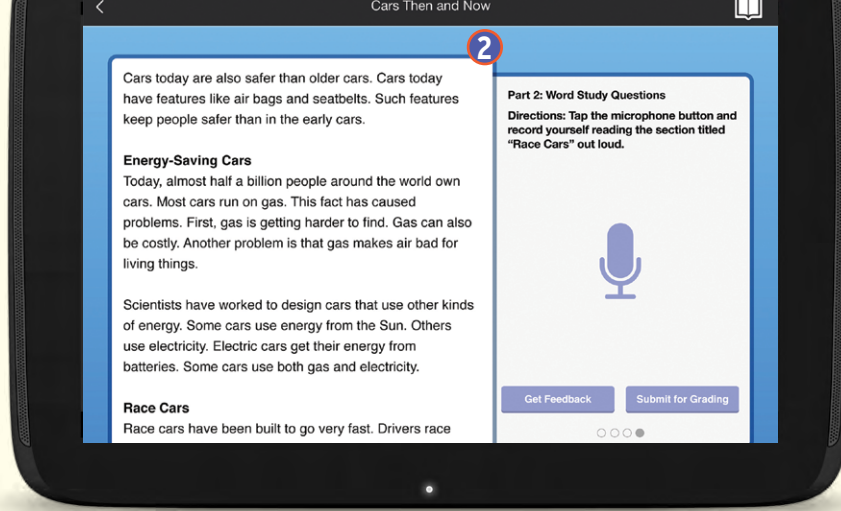 Cars Then and Now
2
Cars today are also safer than older cars. Cars today
have features like air bags and seatbelts. Such features
keep people safer than in the early cars.
Energy-Saving Cars
Today, almost half a billion people around the world own
cars. Most cars run on gas. This fact has caused
problems. First, gas is getting harder to find. Gas can also
be costly. Another problem is that gas makes air bad for
living things.
Scientists have worked to design cars that use other kinds
of energy. Some cars use energy from the Sun. Others
use electricity. Electric cars get their energy from
batteries. Some cars use both gas and electricity.
Race Cars
Race cars have been built to go very fast. Drivers race
Part 2: Word Study Questions
Directions: Tap the microphone button and
record yourself reading the section titled
“Race Cars” out loud.
Get Feedback
Submit for Grading